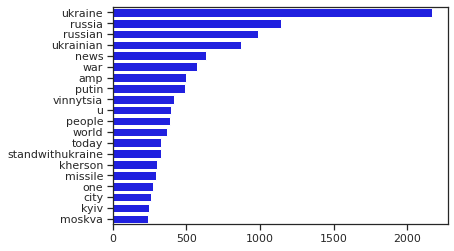 ukraine
russia
russian
ukrainian
news
war
amp
putin
vinnytsia
u
people
world
today
standwithukraine
kherson
missile
one
city
kyiv
moskva
0 500 1000 1500 2000